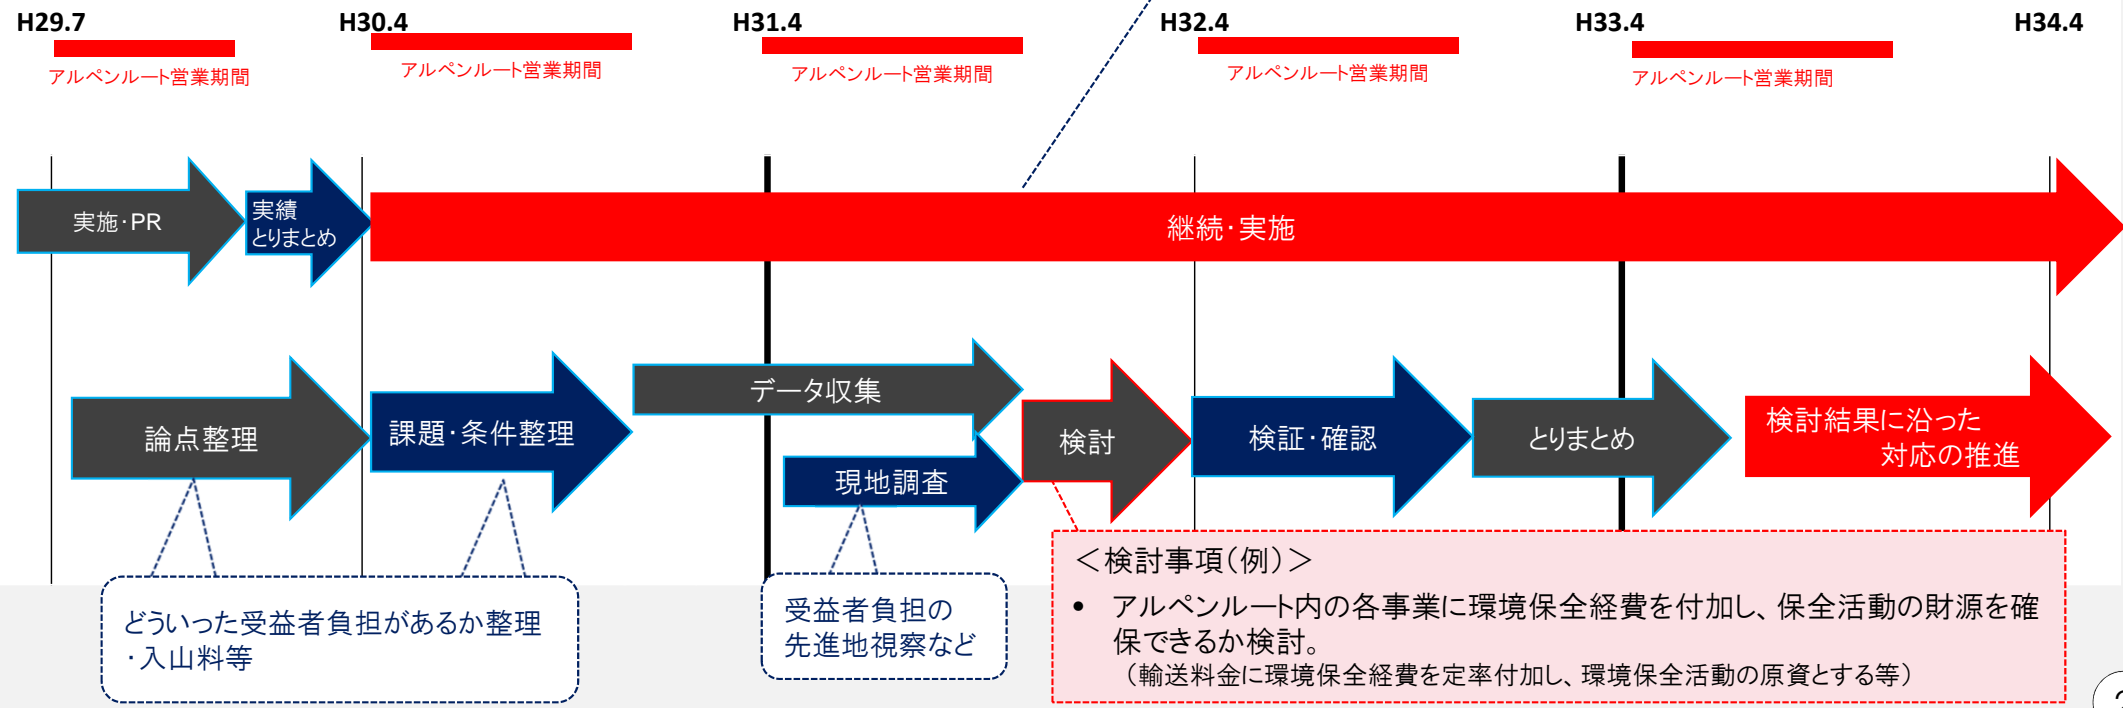 H29.7
H30.4
H31.4
H32.4
H33.4
H34.4
アルペンルート営業期間
アルペンルート営業期間
アルペンルート営業期間
アルペンルート営業期間
アルペンルート営業期間
実施・PR
実績
とりまとめ
継続・実施
論点整理
課題・条件整理
データ収集
現地調査
検討
検証・確認
とりまとめ
検討結果に沿った
対応の推進
どういった受益者負担があるか整理
・入山料等
受益者負担の
先進地視察など
＜検討事項（例）＞
• アルペンルート内の各事業に環境保全経費を付加し、保全活動の財源を確
保できるか検討。
（輸送料金に環境保全経費を定率付加し、環境保全活動の原資とする等）